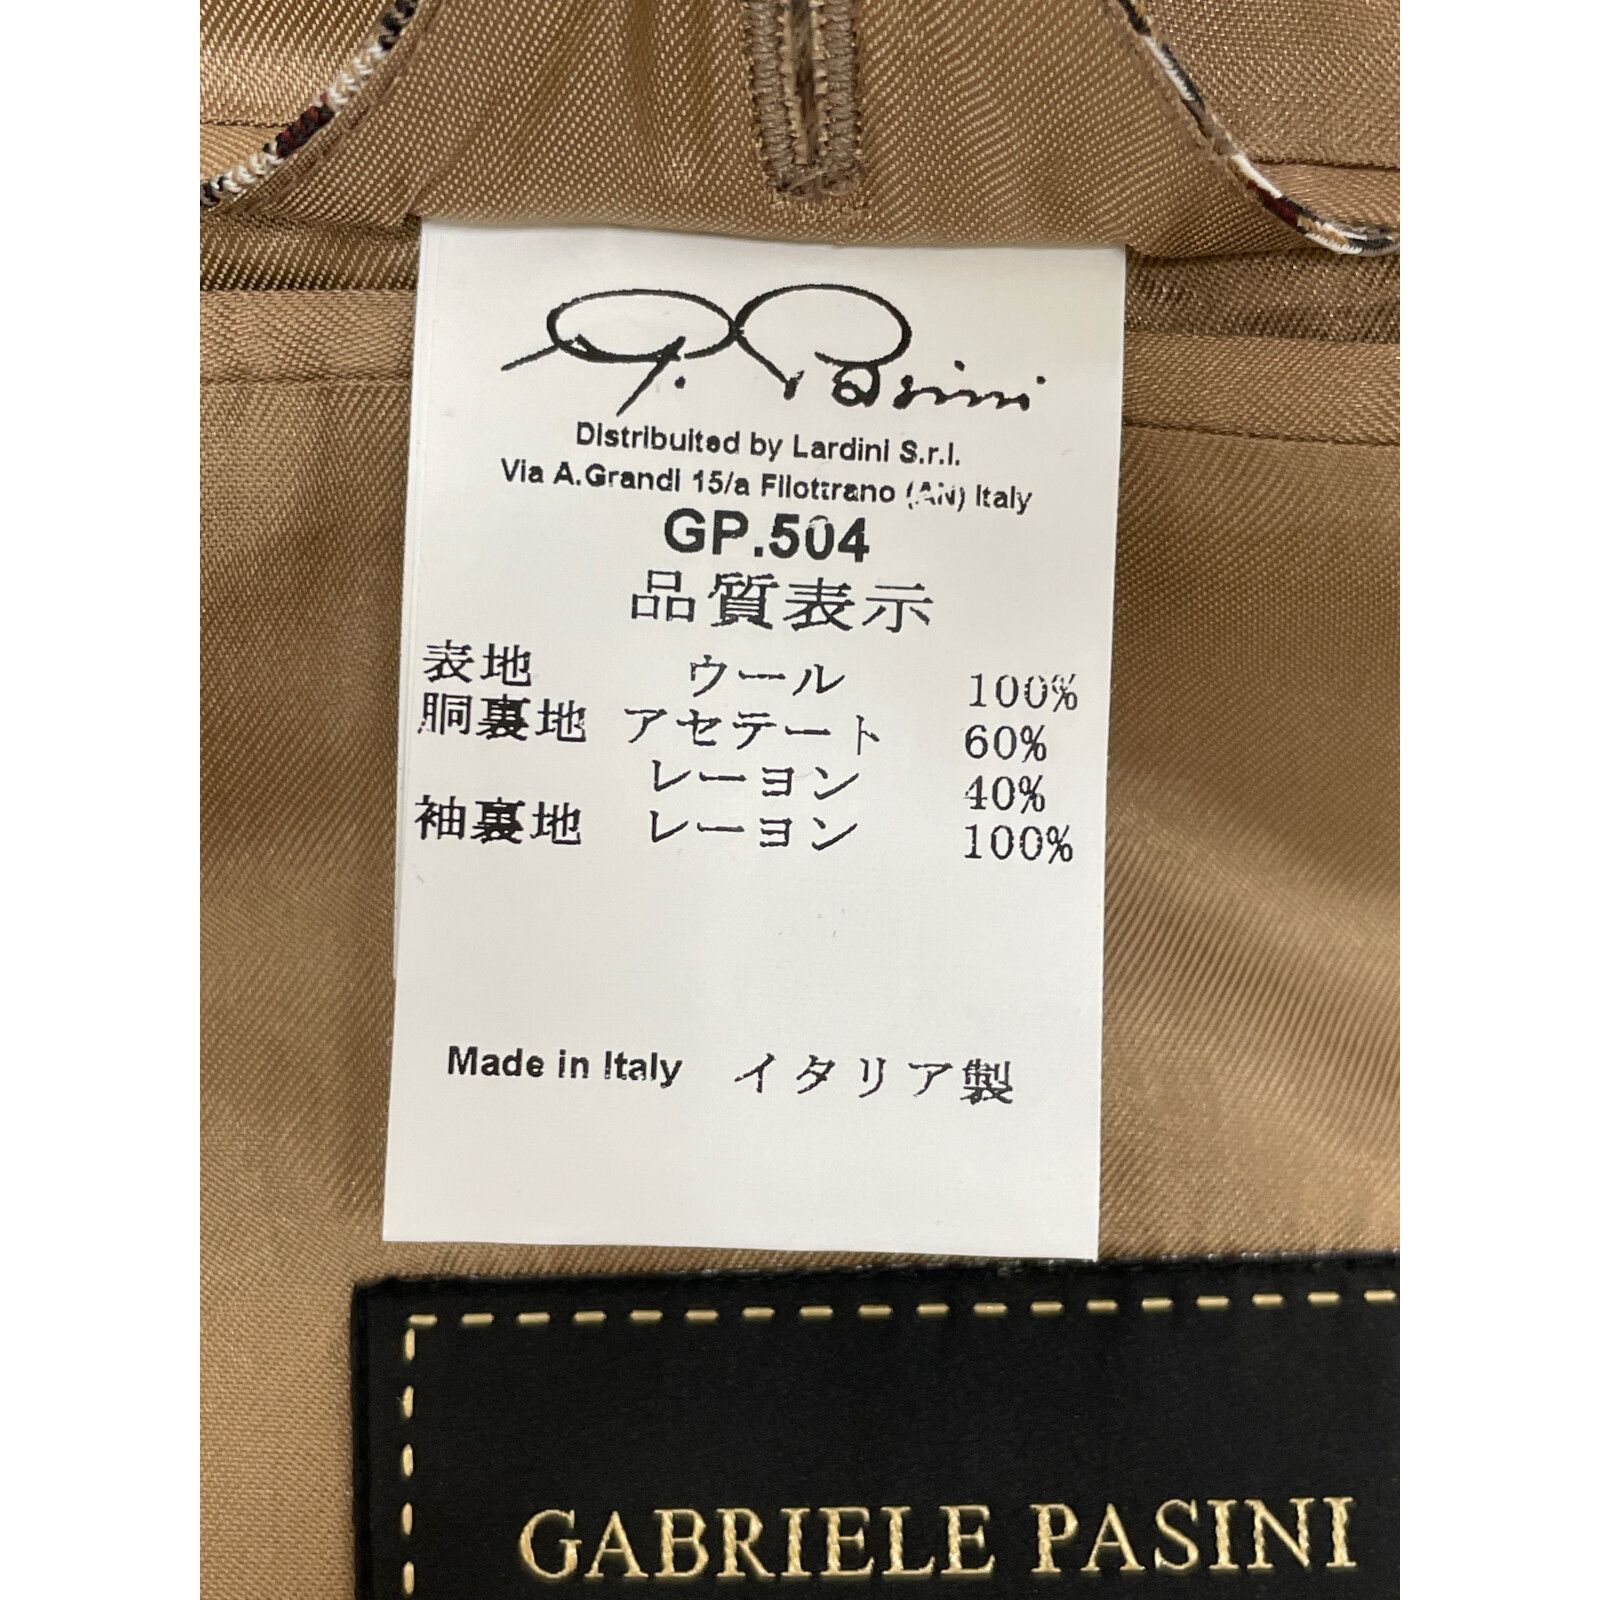 G. Pasini
Distribuited by Lardini S.r.l.
Via A.Grandi 15/a Filottrano (AN) Italy
GP.504
品質表示
表地 ウール 100%
胴裏地 アセテート 60%
レーヨン 40%
袖裏地 レーヨン 100%
Made in Italy イタリア製
GABRIELE PASINI